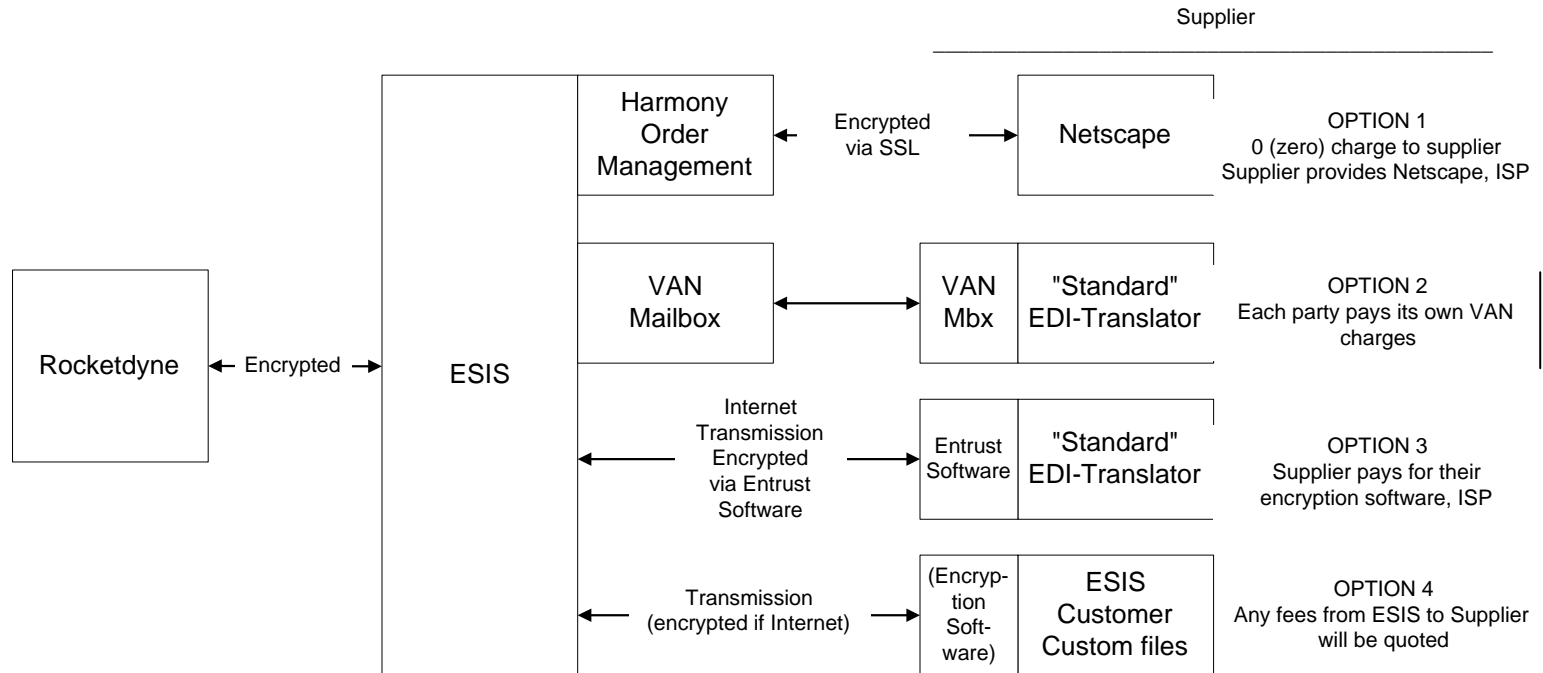 Supplier
Harmony
Order
Management
Encrypted
via SSL
Netscape
OPTION 1
0 (zero) charge to supplier
Supplier provides Netscape, ISP
Rocketdyne
Encrypted
ESIS
VAN
Mailbox
VAN
Mbx
"Standard"
EDI-Translator
OPTION 2
Each party pays its own VAN
charges
Internet
Transmission
Encrypted
via Entrust
Software
Entrust
Software
"Standard"
EDI-Translator
OPTION 3
Supplier pays for their
encryption software, ISP
Transmission
(encrypted if Internet)
(Encryp-
tion
Soft-
ware)
ESIS
Customer
Custom files
OPTION 4
Any fees from ESIS to Supplier
will be quoted